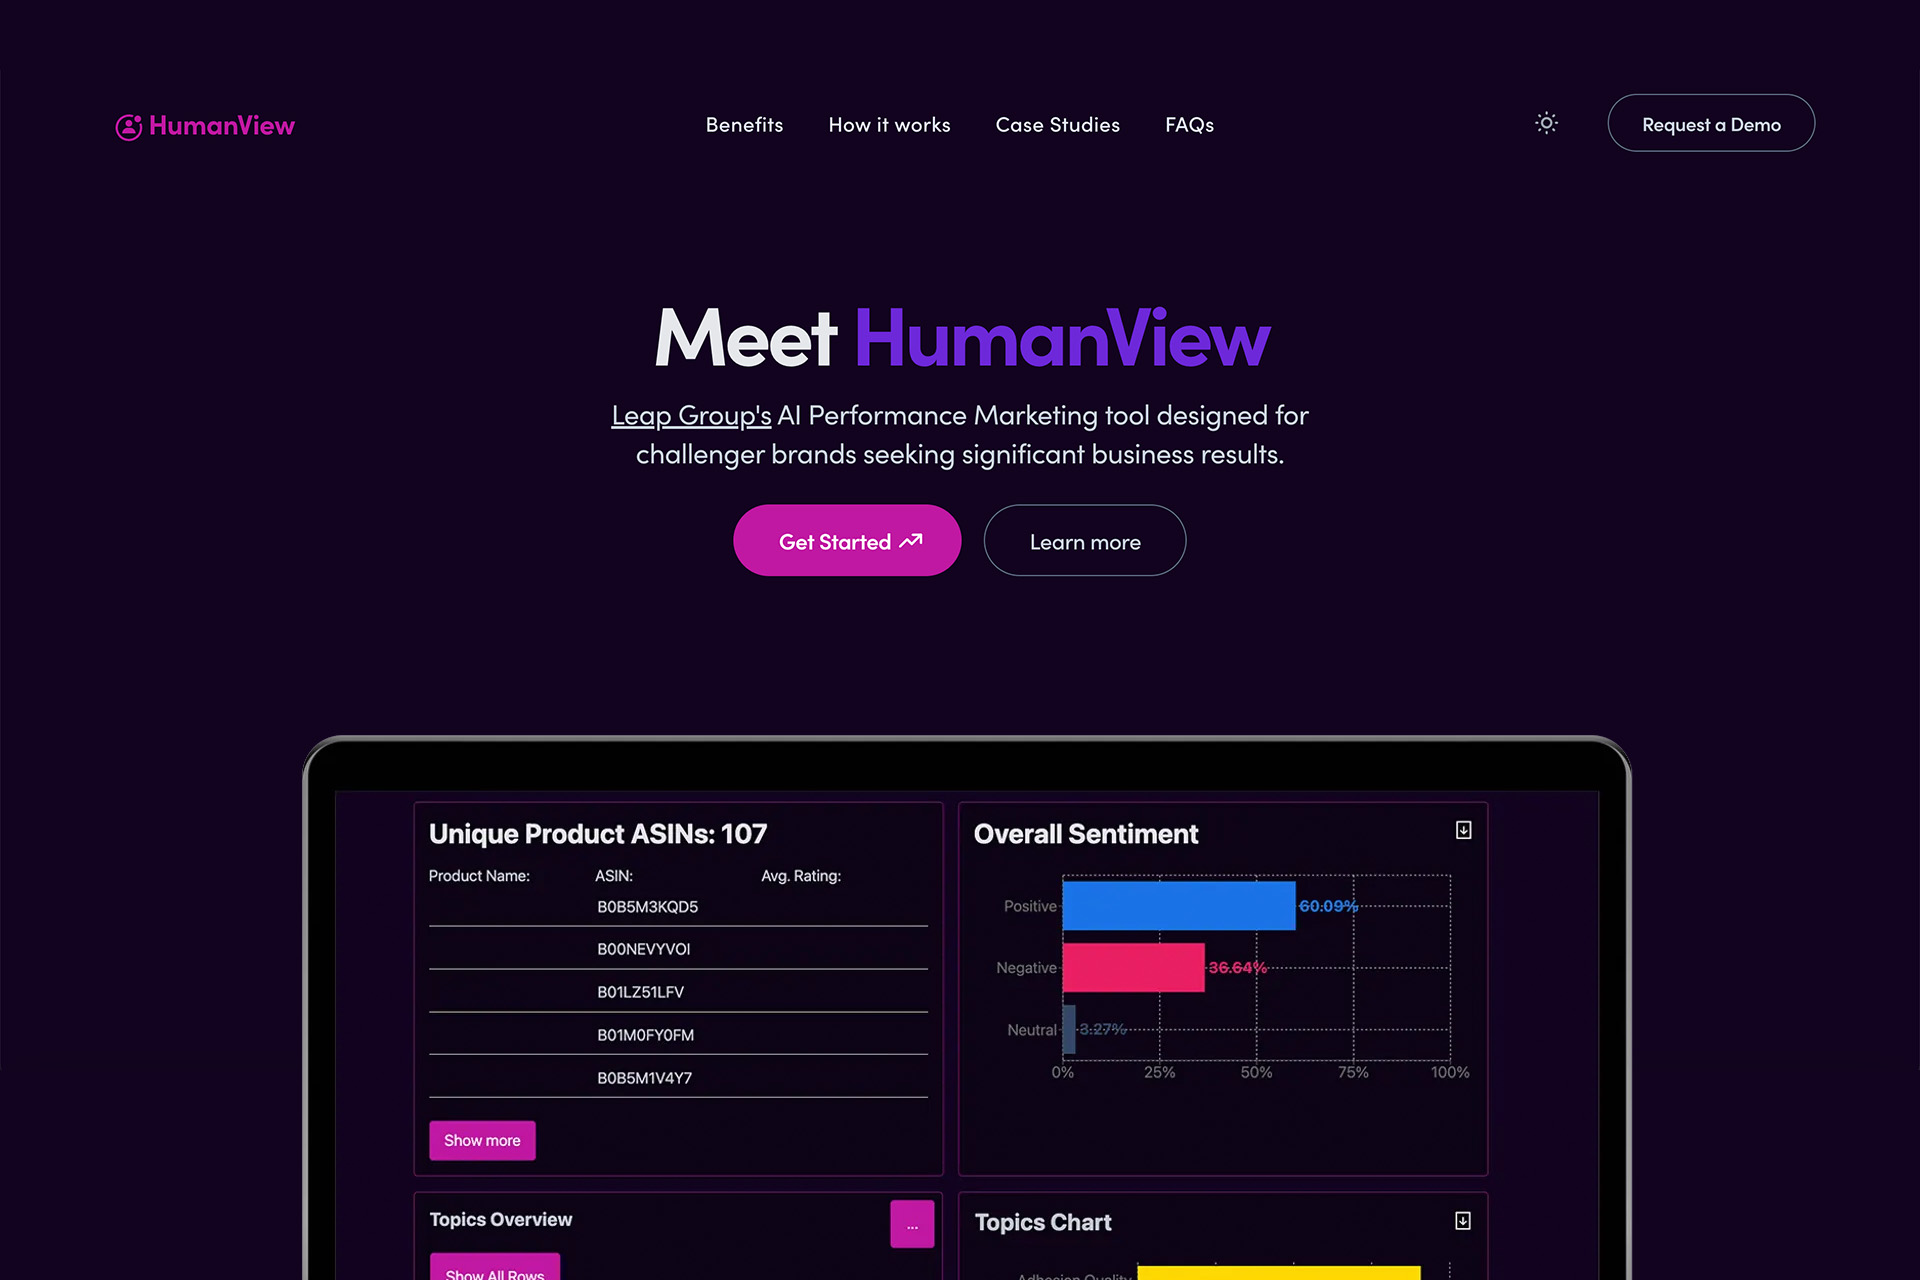 HumanView
Benefits
How it works
Case Studies
FAQs
Request a Demo
Meet HumanView
Leap Group's AI Performance Marketing tool designed for
challenger brands seeking significant business results.
Get Started
Learn more
Unique Product ASINs: 107
Product Name: ASIN: Avg. Rating:
B0B5M3KQD5
B00NEVYVOI
B01LZ51LFV
B01M0FY0FM
B0B5M1V4Y7
Show more
Overall Sentiment
Positive 60.09%
Negative 36.64%
Neutral 3.27%
0% 25% 50% 75% 100%
Topics Overview
...
Show All Rows
Topics Chart
Adhesion Quality